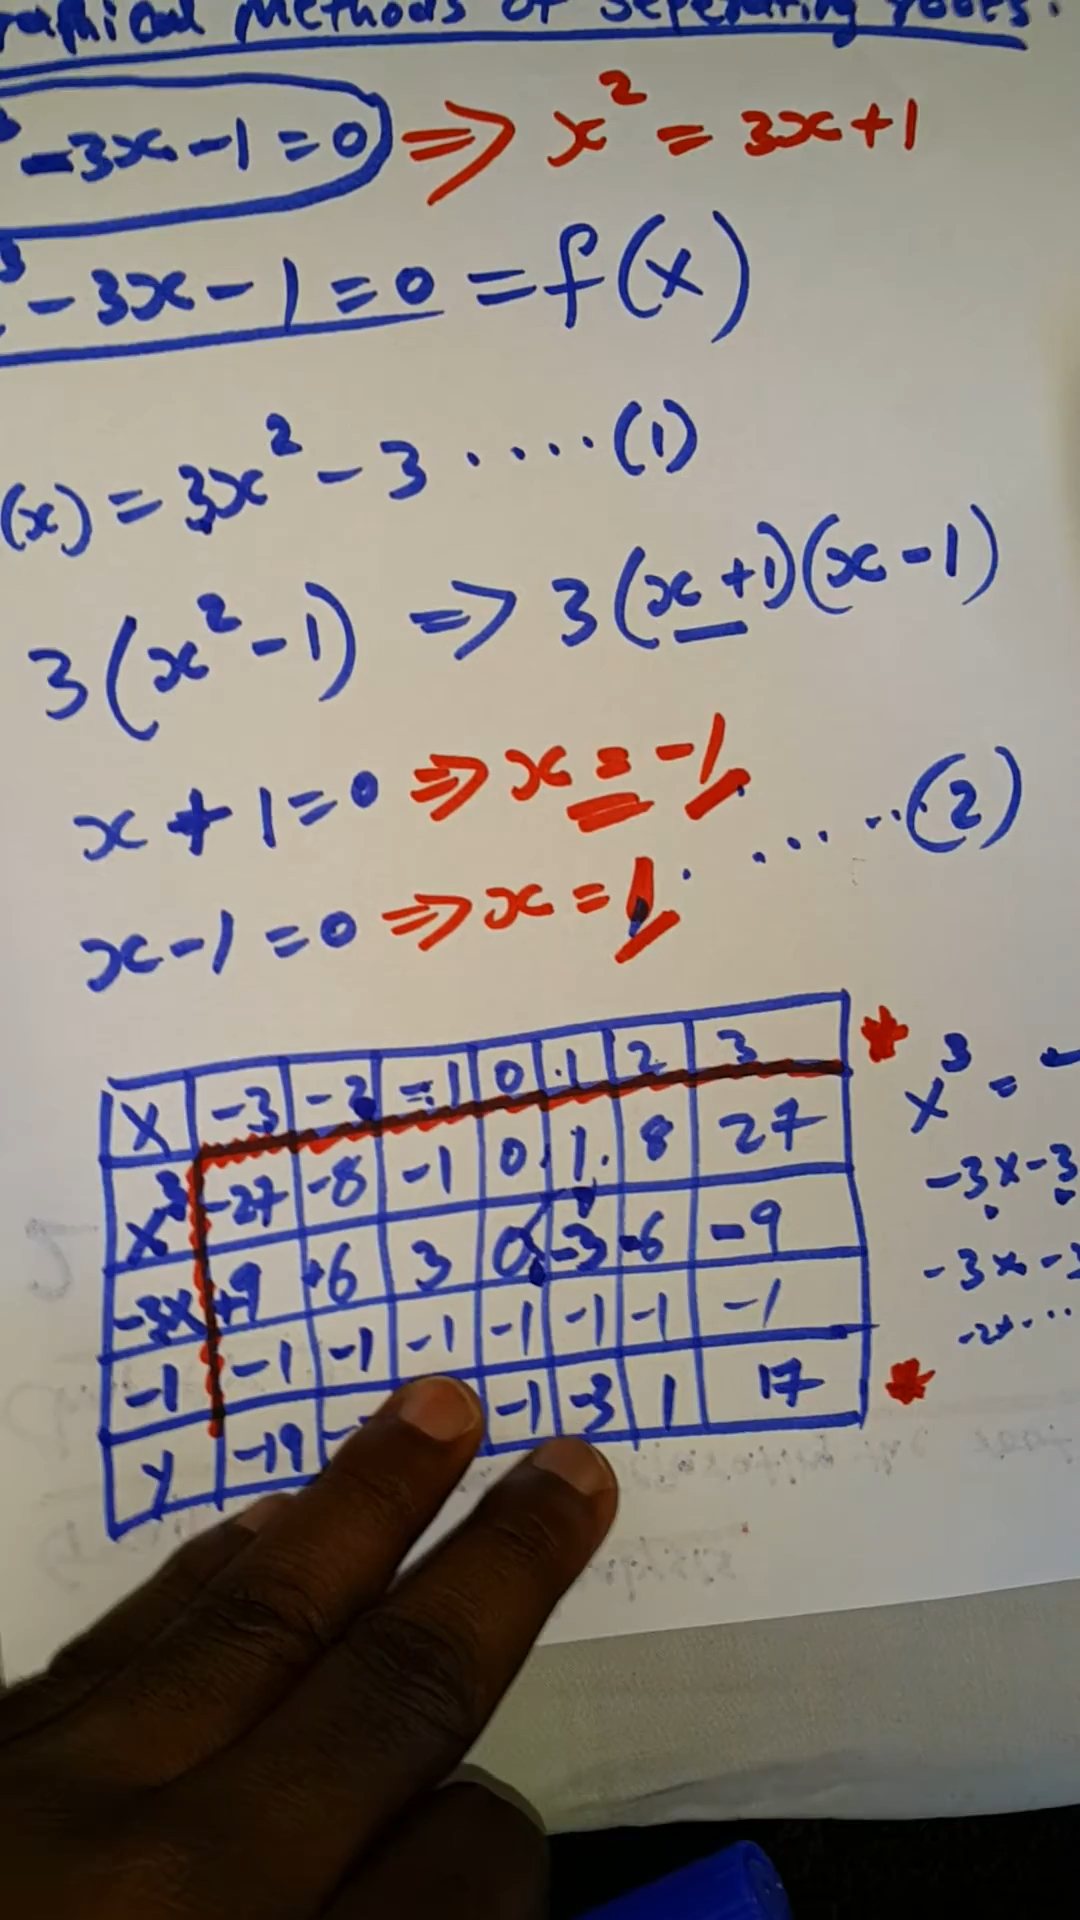 raphical Methods of Seperating roots.
-3x-1=0 => x² = 3x+1
³-3x-1=0 = f(x)
(x) = 3x²-3 ....(1)
3(x²-1) => 3(x+1)(x-1)
x+1=0 => x=-1
.....(2)
x-1=0 => x=1
X -3 -2 -1 0 1 2 3
X³ -27 -8 -1 0 1 8 27
-3x +9 +6 3 0 -3 -6 -9
-1 -1 -1 -1 -1 -1 -1 -1
y -19 -1 -3 1 17
x³ = -
-3x-3
-3x-3